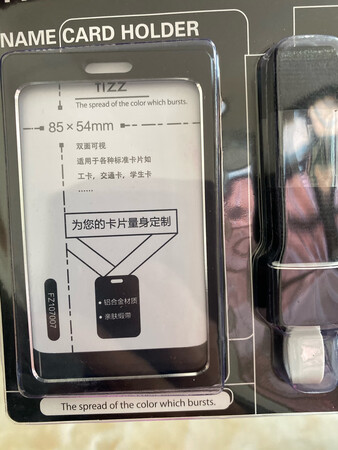 NAME CARD HOLDER
TIZZ
The spread of the color which bursts.
85×54mm
双面可视
适用于各种标准卡片如
工卡，交通卡，学生卡
……
为您的卡片量身定制
铝合金材质
亲肤缎带
FZ107007
The spread of the color which bursts.